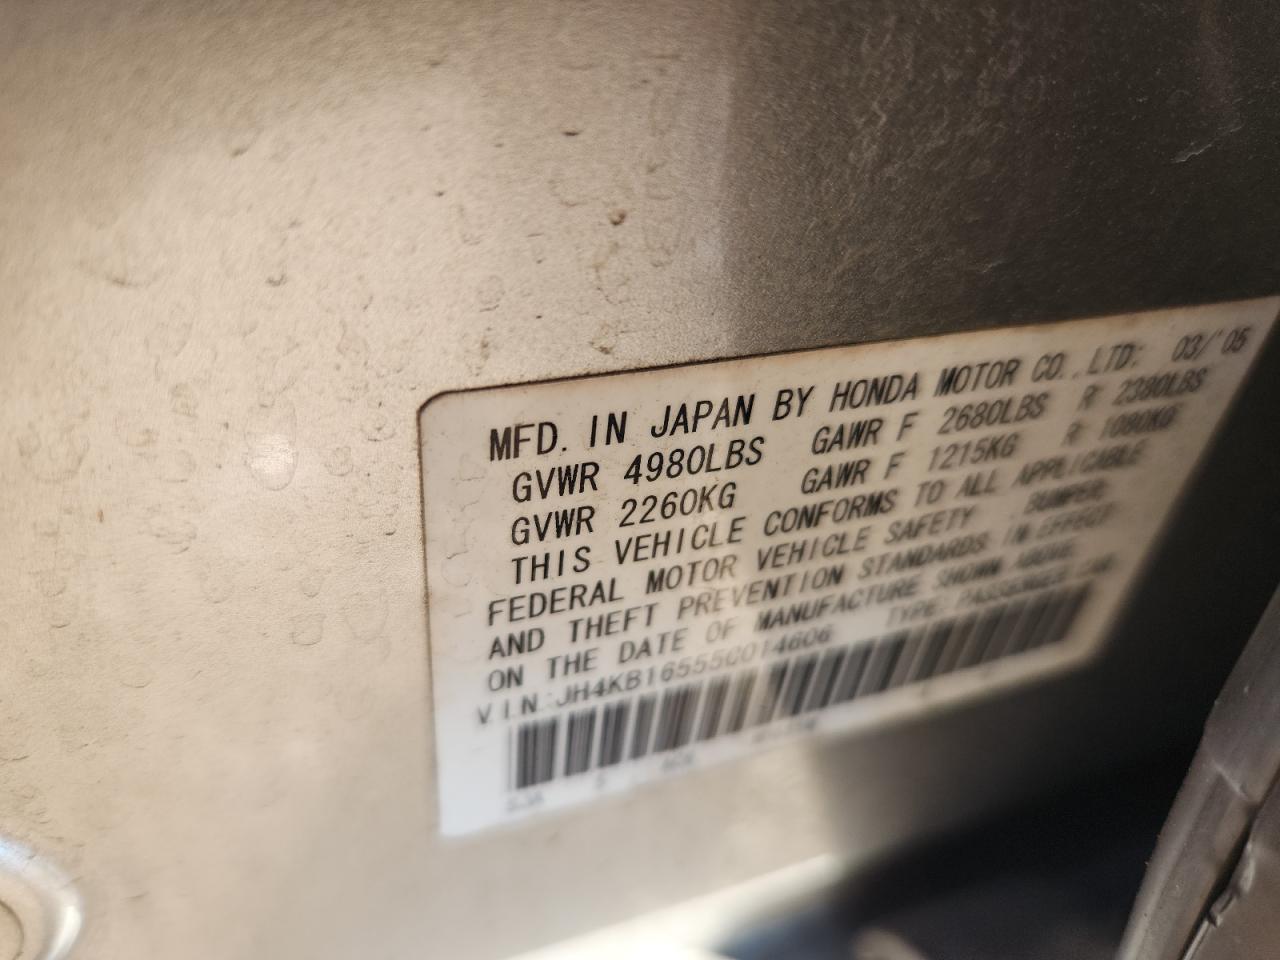 MFD. IN JAPAN BY HONDA MOTOR CO., LTD: 03/'05
GVWR 4980LBS GAWR F 2680LBS R 2380LBS
GVWR 2260KG GAWR F 1215KG R 1080KG
THIS VEHICLE CONFORMS TO ALL APPLICABLE
FEDERAL MOTOR VEHICLE SAFETY , BUMPER,
AND THEFT PREVENTION STANDARDS IN EFFECT
ON THE DATE OF MANUFACTURE SHOWN ABOVE.
V.I.N.:JH4KB16555C014606 TYPE: PASSENGER CAR